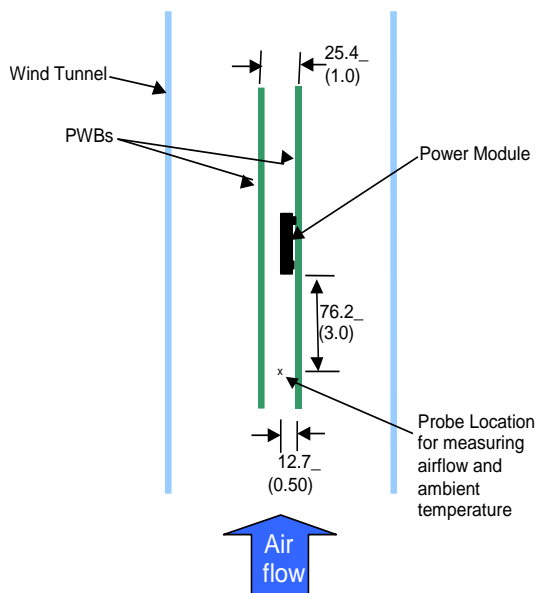 25.4_
(1.0)
Wind Tunnel
PWBs
Power Module
76.2_
(3.0)
x
Probe Location
for measuring
airflow and
ambient
temperature
12.7_
(0.50)
Air
flow